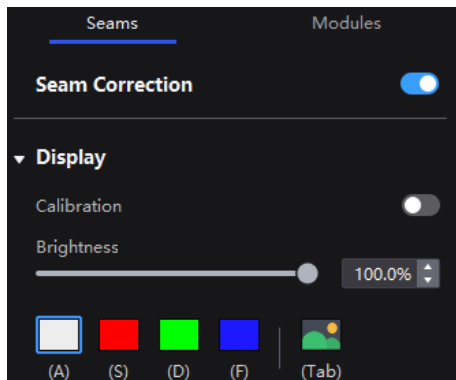 Seams Modules
Seam Correction
Display
Calibration
Brightness
100.0%
(A) (S) (D) (F) (Tab)